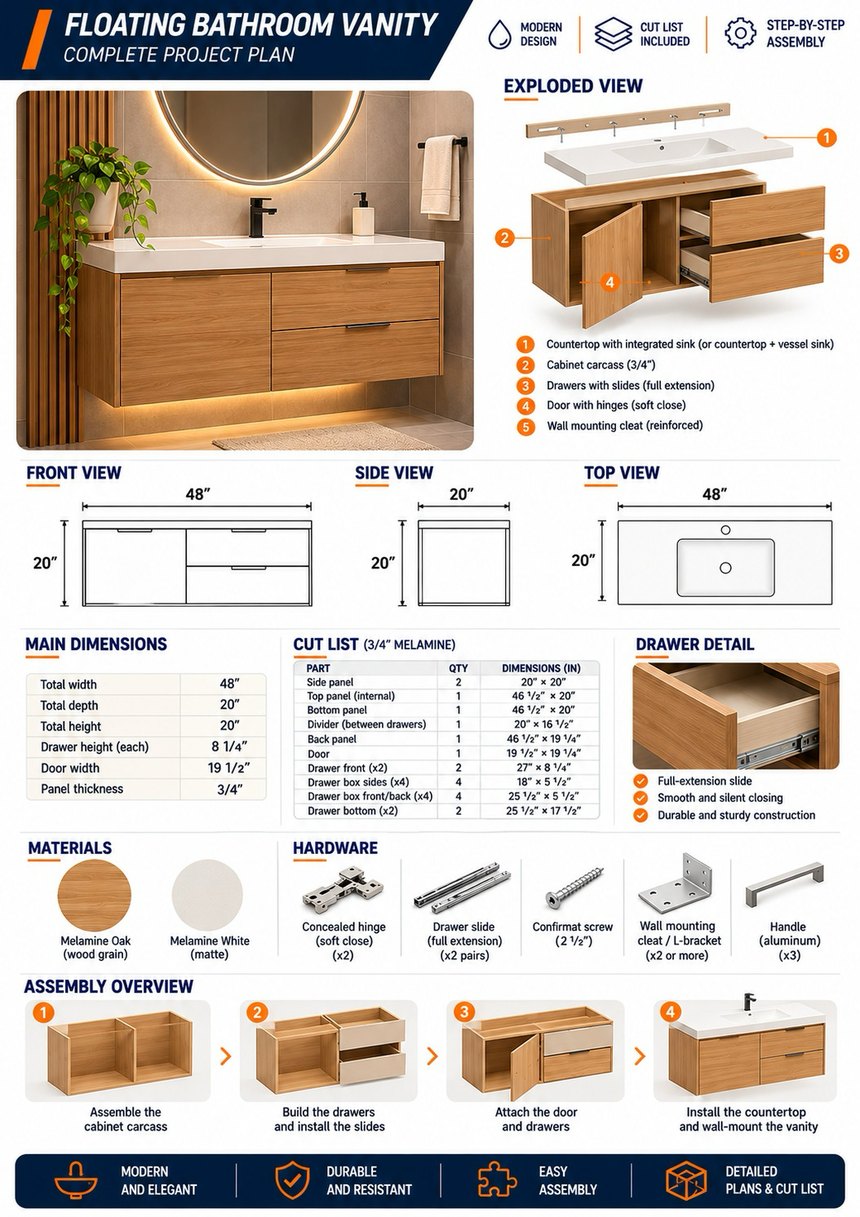 FLOATING BATHROOM VANITY
COMPLETE PROJECT PLAN
MODERN
DESIGN
CUT LIST
INCLUDED
STEP-BY-STEP
ASSEMBLY
EXPLODED VIEW
1
2
3
4
1 Countertop with integrated sink (or countertop + vessel sink)
2 Cabinet carcass (3/4")
3 Drawers with slides (full extension)
4 Door with hinges (soft close)
5 Wall mounting cleat (reinforced)
FRONT VIEW
48"
20"
SIDE VIEW
20"
20"
TOP VIEW
48"
20"
MAIN DIMENSIONS
Total width 48"
Total depth 20"
Total height 20"
Drawer height (each) 8 1/4"
Door width 19 1/2"
Panel thickness 3/4"
CUT LIST (3/4" MELAMINE)
PART QTY DIMENSIONS (IN)
Side panel 2 20" × 20"
Top panel (internal) 1 46 1/2" × 20"
Bottom panel 1 46 1/2" × 20"
Divider (between drawers) 1 20" × 16 1/2"
Back panel 1 46 1/2" × 19 1/4"
Door 1 19 1/2" × 19 1/4"
Drawer front (x2) 2 27" × 8 1/4"
Drawer box sides (x4) 4 18" × 5 1/2"
Drawer box front/back (x4) 4 25 1/2" × 5 1/2"
Drawer bottom (x2) 2 25 1/2" × 17 1/2"
DRAWER DETAIL
Full-extension slide
Smooth and silent closing
Durable and sturdy construction
MATERIALS
Melamine Oak
(wood grain)
Melamine White
(matte)
HARDWARE
Concealed hinge
(soft close)
(x2)
Drawer slide
(full extension)
(x2 pairs)
Confirmat screw
(2 1/2")
Wall mounting
cleat / L-bracket
(x2 or more)
Handle
(aluminum)
(x3)
ASSEMBLY OVERVIEW
1
Assemble the
cabinet carcass
2
Build the drawers
and install the slides
3
Attach the door
and drawers
4
Install the countertop
and wall-mount the vanity
MODERN
AND ELEGANT
DURABLE
AND RESISTANT
EASY
ASSEMBLY
DETAILED
PLANS & CUT LIST